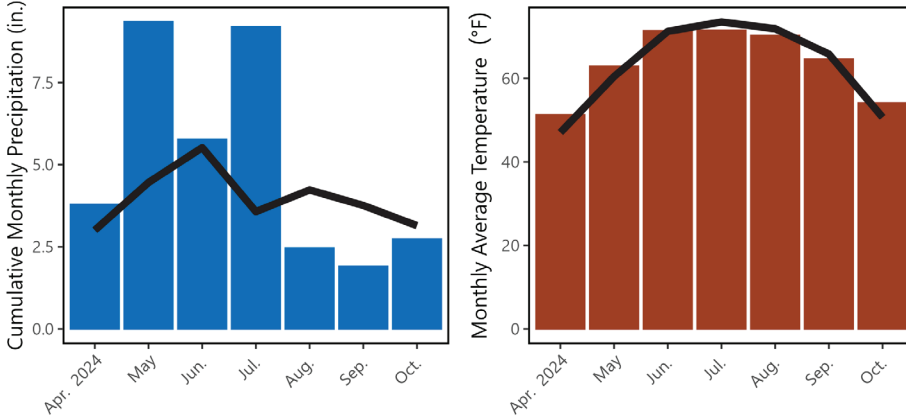 Cumulative Monthly Precipitation (in.)
7.5
5.0
2.5
0.0
Apr. 2024
May
Jun.
Jul.
Aug.
Sep.
Oct.
Monthly Average Temperature (°F)
60
40
20
0
Apr. 2024
May
Jun.
Jul.
Aug.
Sep.
Oct.